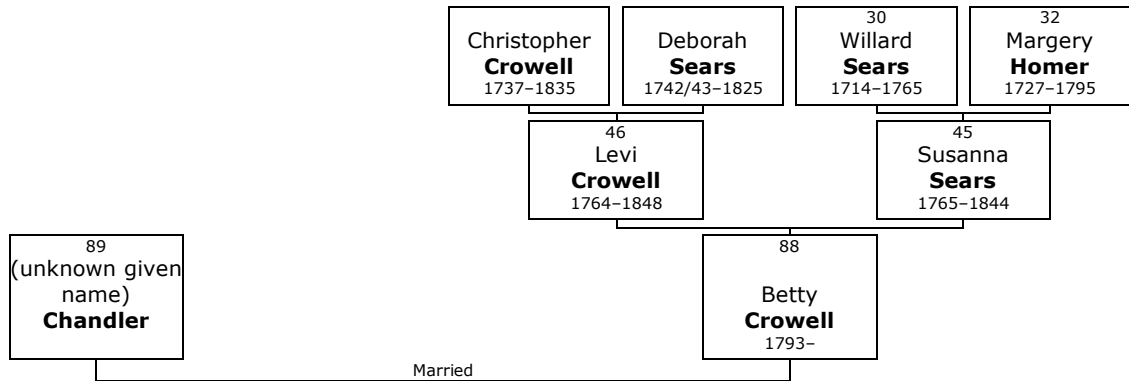 Christopher
Crowell
1737–1835
Deborah
Sears
1742/43–1825
30
Willard
Sears
1714–1765
32
Margery
Homer
1727–1795
46
Levi
Crowell
1764–1848
45
Susanna
Sears
1765–1844
89
(unknown given
name)
Chandler
88
Betty
Crowell
1793–
Married